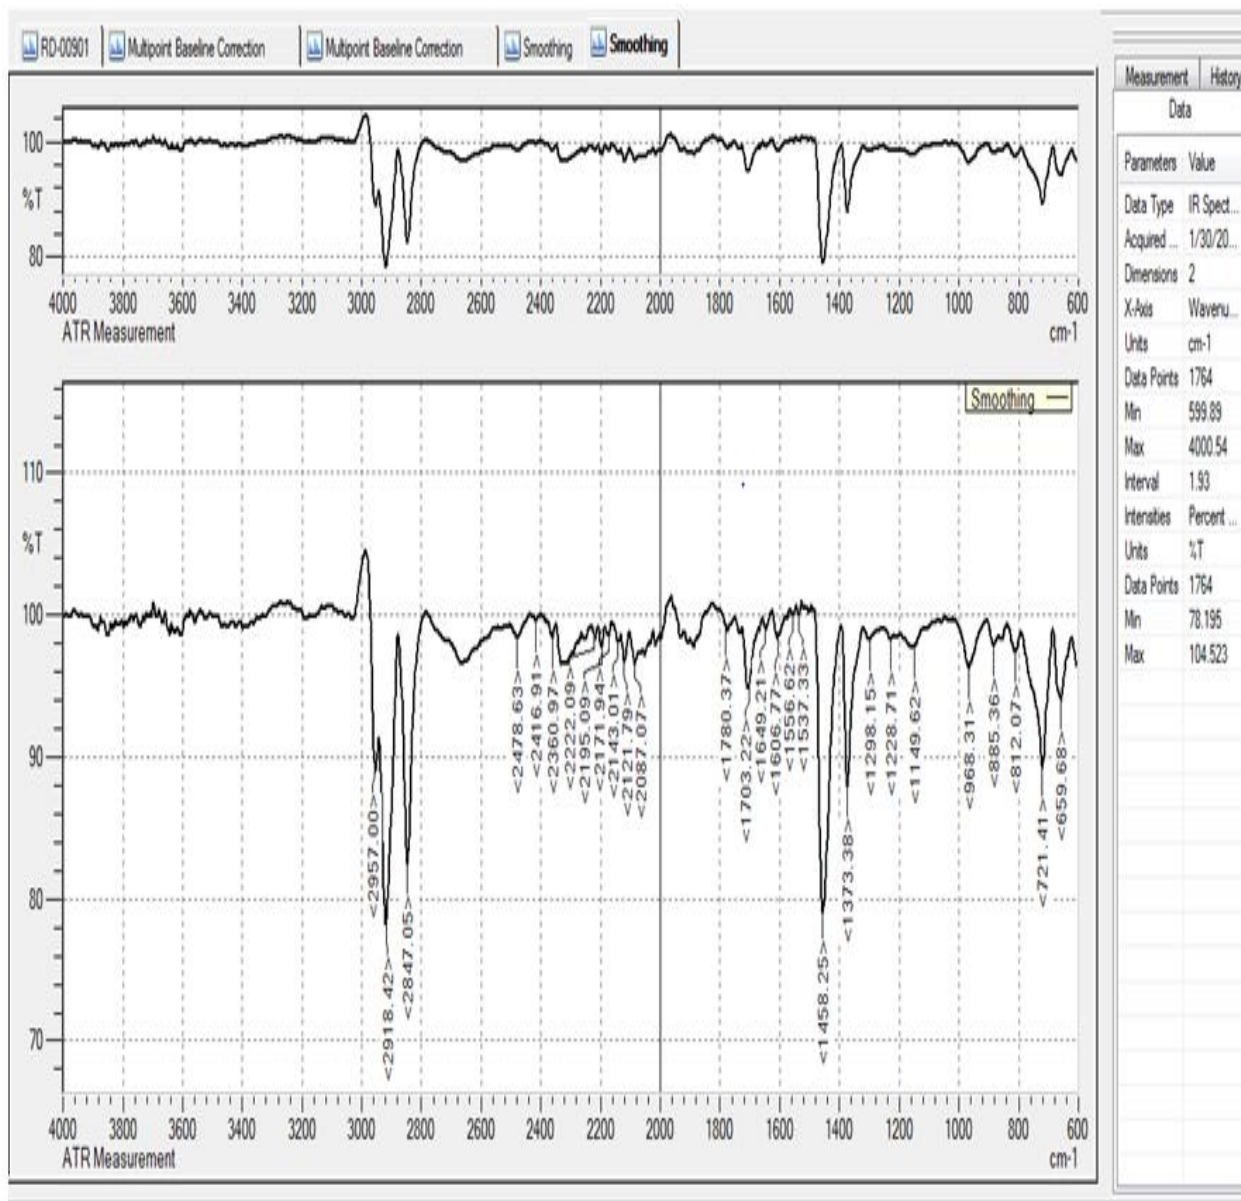 RD-00901 Multipoint Baseline Correction Multipoint Baseline Correction Smoothing Smoothing
100
%T
80
4000 3800 3600 3400 3200 3000 2800 2600 2400 2200 2000 1800 1600 1400 1200 1000 800 600
ATR Measurement cm-1
Smoothing
110
%T
100
90
80
70
<2957.00>
<2918.42>
<2847.05>
<2478.63>
<2416.91>
<2360.97>
<2222.09>
<2195.09>
<2171.94>
<2143.01>
<2121.79>
<2087.07>
<1780.37>
<1703.22>
<1649.21>
<1606.77>
<1556.62>
<1537.33>
<1458.25>
<1373.38>
<1298.15>
<1228.71>
<1149.62>
<968.31>
<885.36>
<812.07>
<721.41>
<659.68>
4000 3800 3600 3400 3200 3000 2800 2600 2400 2200 2000 1800 1600 1400 1200 1000 800 600
ATR Measurement cm-1
Measurement History
Data
Parameters Value
Data Type IR Spect...
Acquired ... 1/30/20...
Dimensions 2
X-Axis Wavenu...
Units cm-1
Data Points 1764
Min 599.89
Max 4000.54
Interval 1.93
Intensities Percent ...
Units %T
Data Points 1764
Min 78.195
Max 104.523